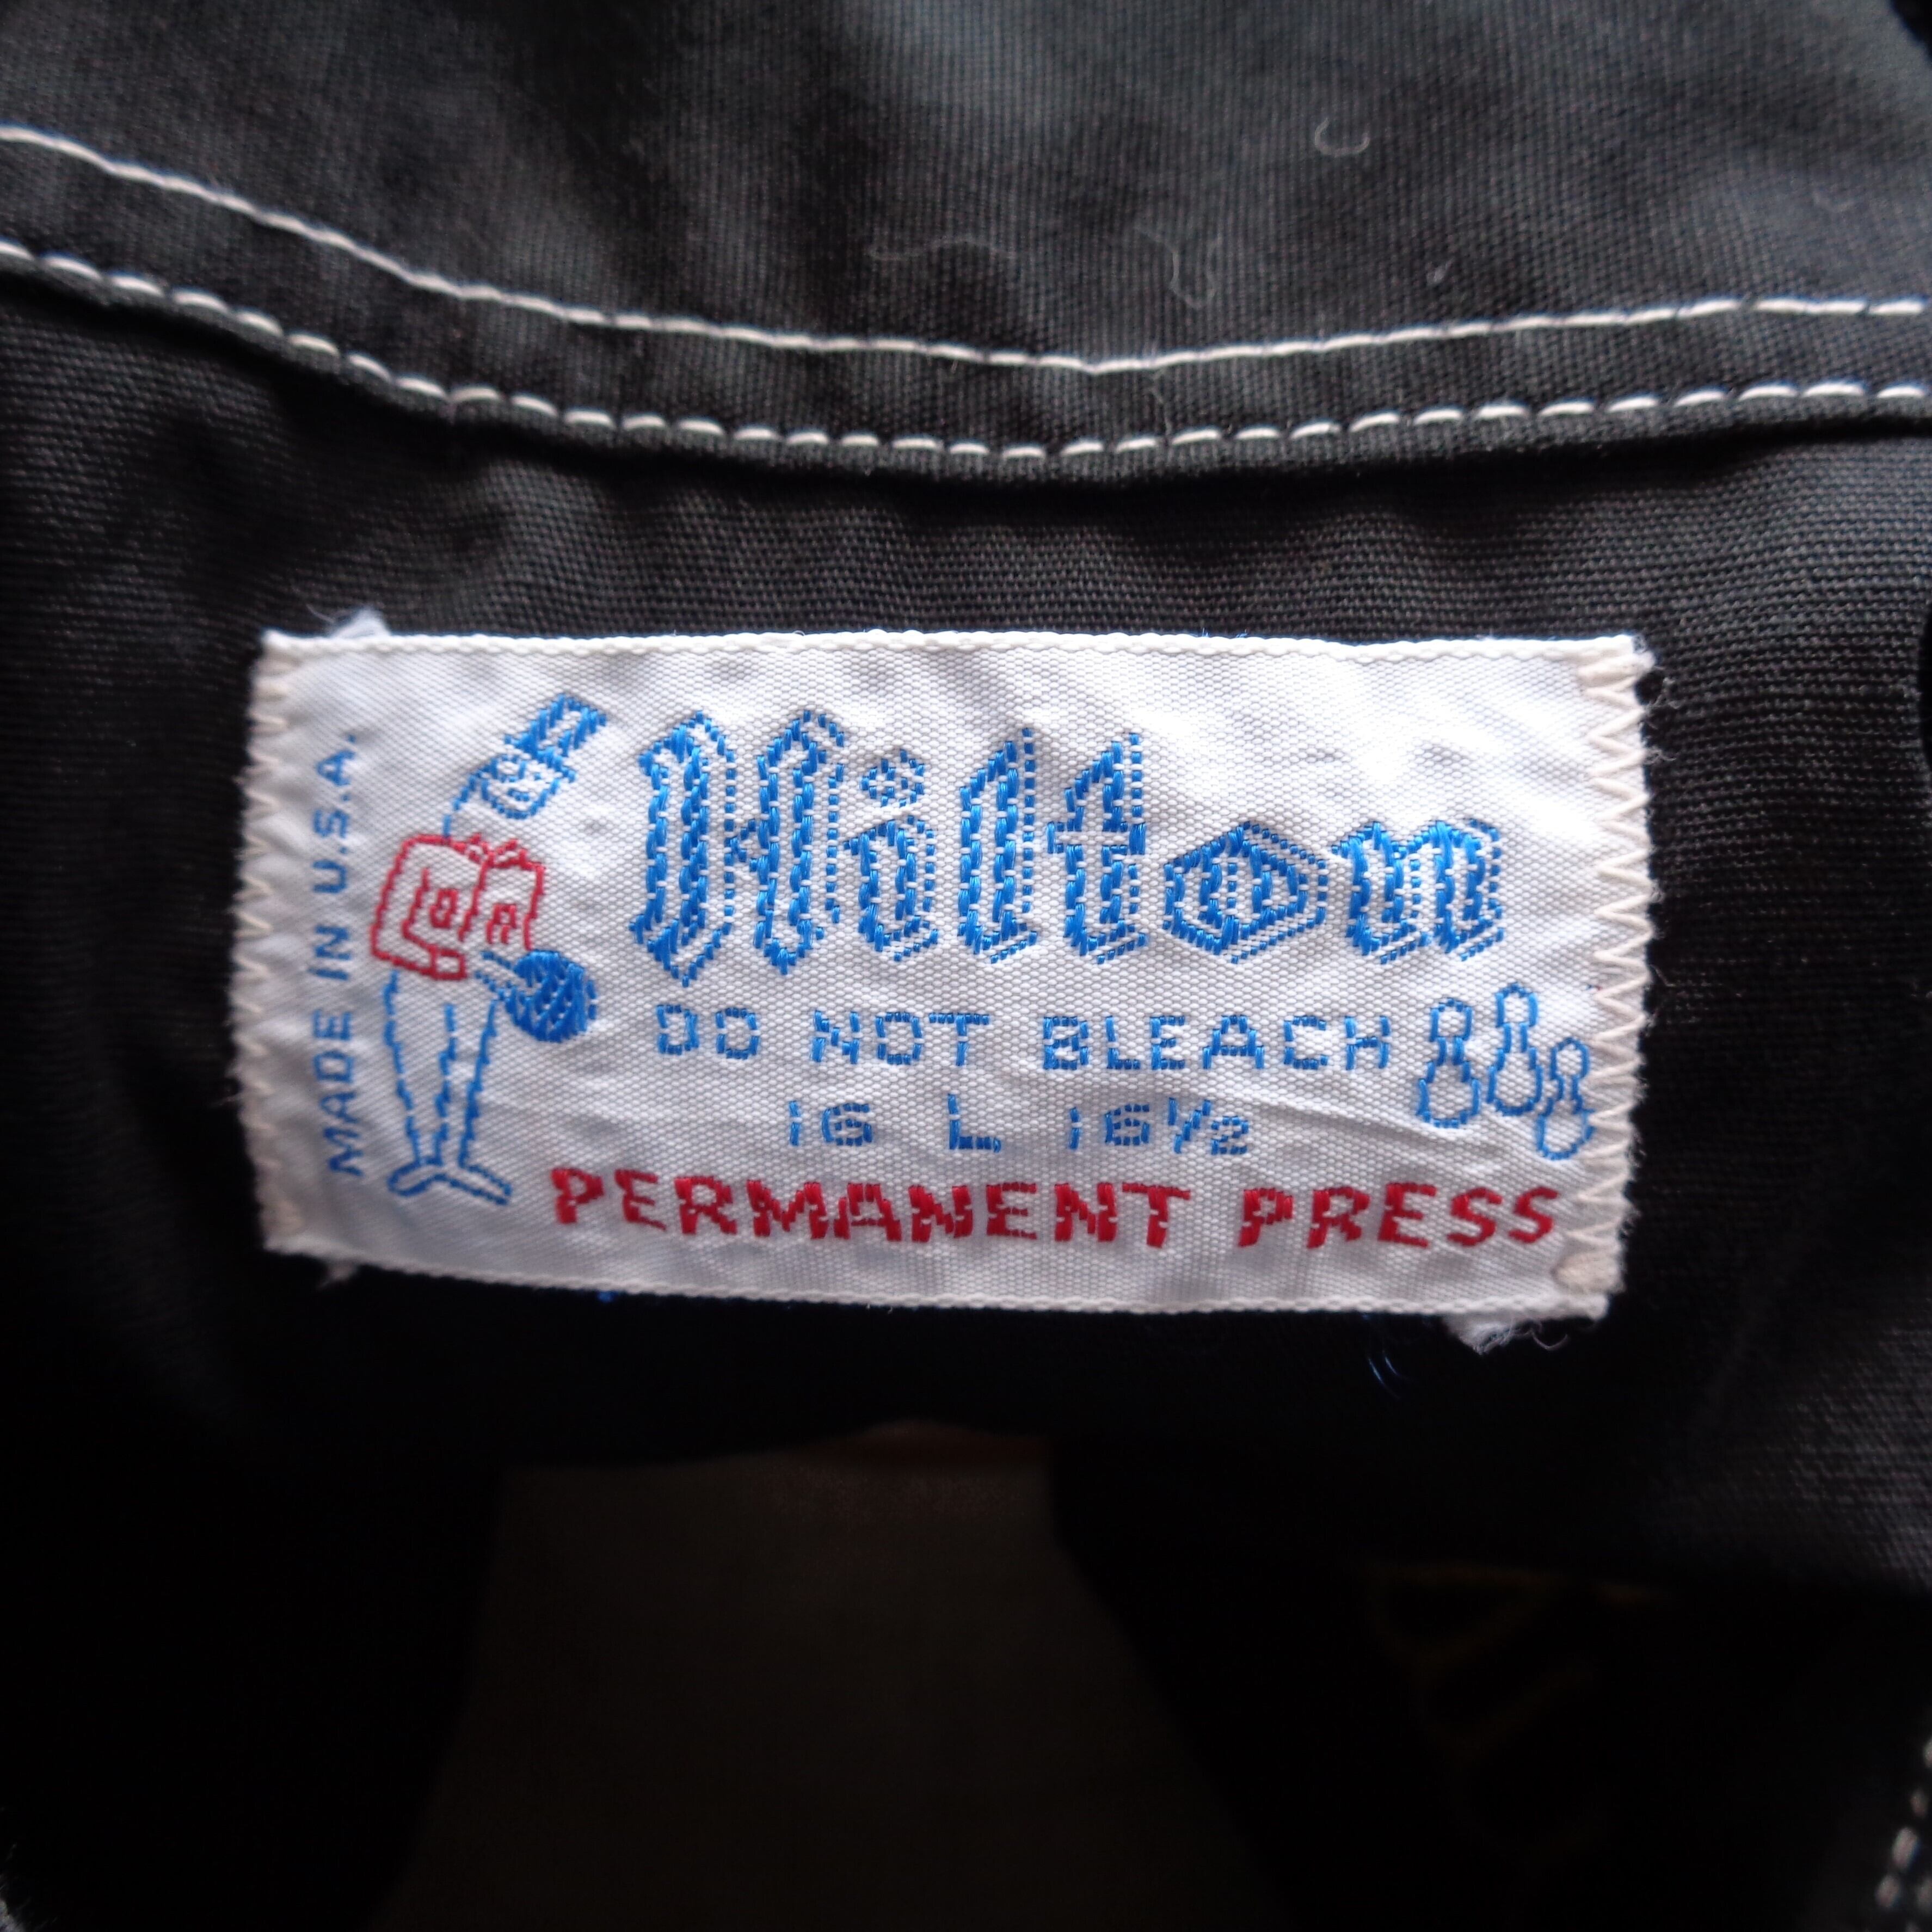 MADE IN U.S.A.
Hilton
DO NOT BLEACH
16 L 16½
PERMANENT PRESS